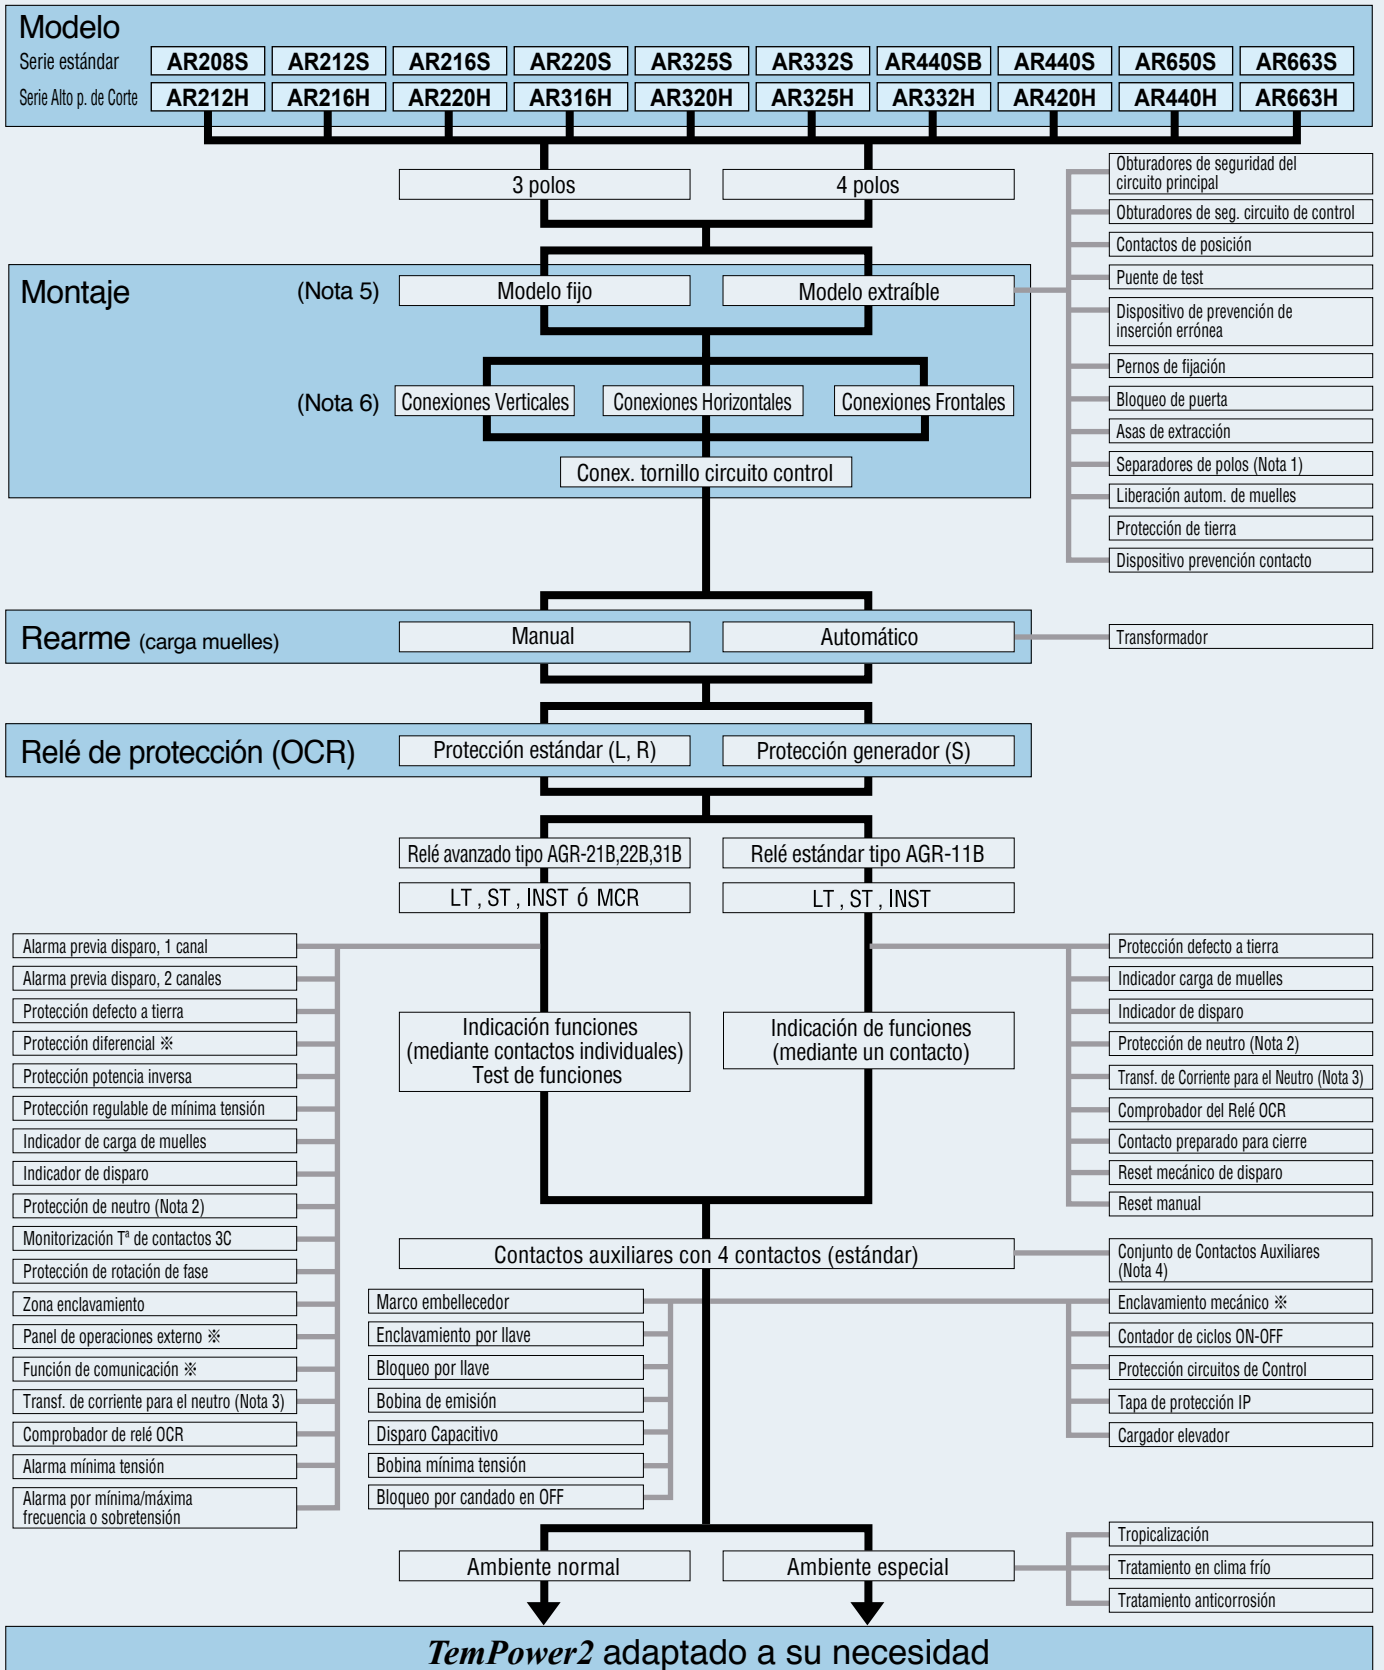 Modelo
Serie estándar AR208S AR212S AR216S AR220S AR325S AR332S AR440SB AR440S AR650S AR663S
Serie Alto p. de Corte AR212H AR216H AR220H AR316H AR320H AR325H AR332H AR420H AR440H AR663H
3 polos 4 polos
Obturadores de seguridad del
circuito principal
Obturadores de seg. circuito de control
Contactos de posición
Puente de test
Dispositivo de prevención de
inserción errónea
Pernos de fijación
Bloqueo de puerta
Asas de extracción
Separadores de polos (Nota 1)
Liberación autom. de muelles
Protección de tierra
Dispositivo prevención contacto
Montaje (Nota 5) Modelo fijo Modelo extraíble
(Nota 6) Conexiones Verticales Conexiones Horizontales Conexiones Frontales
Conex. tornillo circuito control
Rearme (carga muelles) Manual Automático Transformador
Relé de protección (OCR) Protección estándar (L, R) Protección generador (S)
Relé avanzado tipo AGR-21B,22B,31B Relé estándar tipo AGR-11B
LT , ST , INST ó MCR LT , ST , INST
Alarma previa disparo, 1 canal
Alarma previa disparo, 2 canales
Protección defecto a tierra
Protección diferencial ※
Protección potencia inversa
Protección regulable de mínima tensión
Indicador de carga de muelles
Indicador de disparo
Protección de neutro (Nota 2)
Monitorización Tª de contactos 3C
Protección de rotación de fase
Zona enclavamiento
Panel de operaciones externo ※
Función de comunicación ※
Transf. de corriente para el neutro (Nota 3)
Comprobador de relé OCR
Alarma mínima tensión
Alarma por mínima/máxima
frecuencia o sobretensión
Indicación funciones
(mediante contactos individuales)
Test de funciones
Indicación de funciones
(mediante un contacto)
Protección defecto a tierra
Indicador carga de muelles
Indicador de disparo
Protección de neutro (Nota 2)
Transf. de Corriente para el Neutro (Nota 3)
Comprobador del Relé OCR
Contacto preparado para cierre
Reset mecánico de disparo
Reset manual
Contactos auxiliares con 4 contactos (estándar)
Conjunto de Contactos Auxiliares
(Nota 4)
Marco embellecedor
Enclavamiento por llave
Bloqueo por llave
Bobina de emisión
Disparo Capacitivo
Bobina mínima tensión
Bloqueo por candado en OFF
Enclavamiento mecánico ※
Contador de ciclos ON-OFF
Protección circuitos de Control
Tapa de protección IP
Cargador elevador
Ambiente normal Ambiente especial
Tropicalización
Tratamiento en clima frío
Tratamiento anticorrosión
TemPower2 adaptado a su necesidad